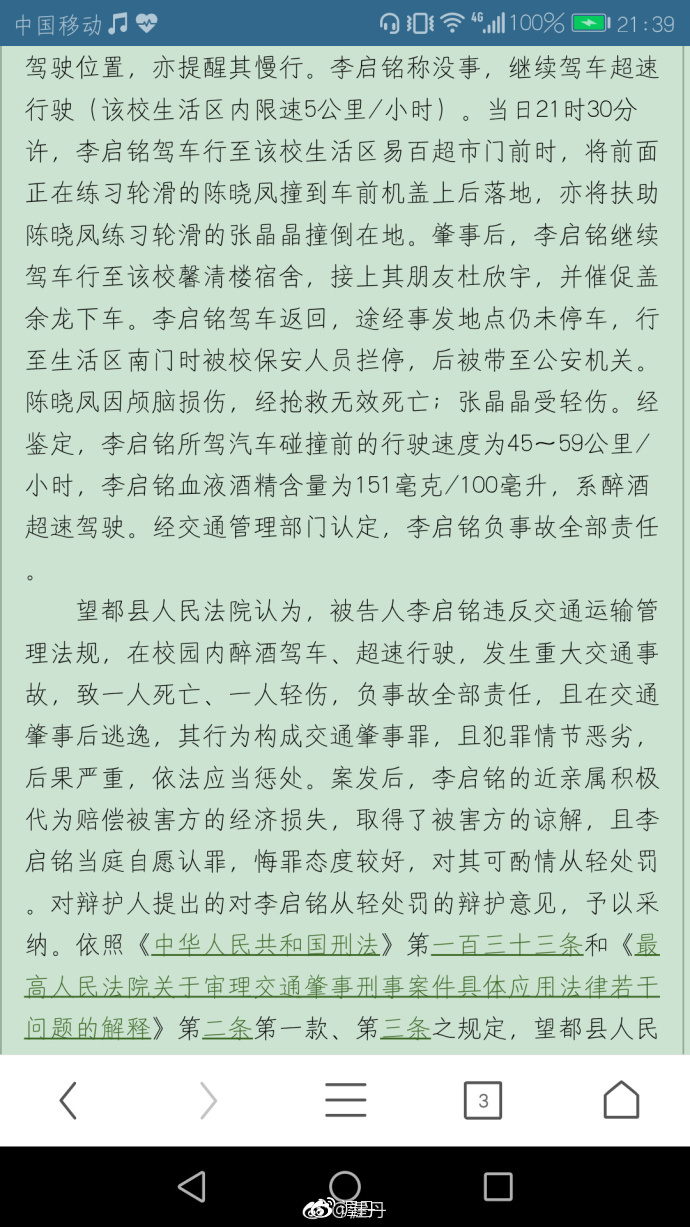 中国移动 4G 100% 21:39
驾驶位置，亦提醒其慢行。李启铭称没事，继续驾车超速
行驶（该校生活区内限速5公里/小时）。当日21时30分
许，李启铭驾车行至该校生活区易百超市门前时，将前面
正在练习轮滑的陈晓凤撞到车前机盖上后落地，亦将扶助
陈晓凤练习轮滑的张晶晶撞倒在地。肇事后，李启铭继续
驾车行至该校馨清楼宿舍，接上其朋友杜欣宇，并催促盖
余龙下车。李启铭驾车返回，途经事发地点仍未停车，行
至生活区南门时被校保安人员拦停，后被带至公安机关。
陈晓凤因颅脑损伤，经抢救无效死亡；张晶晶受轻伤。经
鉴定，李启铭所驾汽车碰撞前的行驶速度为45～59公里/
小时，李启铭血液酒精含量为151毫克/100毫升，系醉酒
超速驾驶。经交通管理部门认定，李启铭负事故全部责任
。
望都县人民法院认为，被告人李启铭违反交通运输管
理法规，在校园内醉酒驾车、超速行驶，发生重大交通事
故，致一人死亡、一人轻伤，负事故全部责任，且在交通
肇事后逃逸，其行为构成交通肇事罪，且犯罪情节恶劣，
后果严重，依法应当惩处。案发后，李启铭的近亲属积极
代为赔偿被害方的经济损失，取得了被害方的谅解，且李
启铭当庭自愿认罪，悔罪态度较好，对其可酌情从轻处罚
。对辩护人提出的对李启铭从轻处罚的辩护意见，予以采
纳。依照《中华人民共和国刑法》第一百三十三条和《最
高人民法院关于审理交通肇事刑事案件具体应用法律若干
问题的解释》第二条第一款、第三条之规定，望都县人民
3